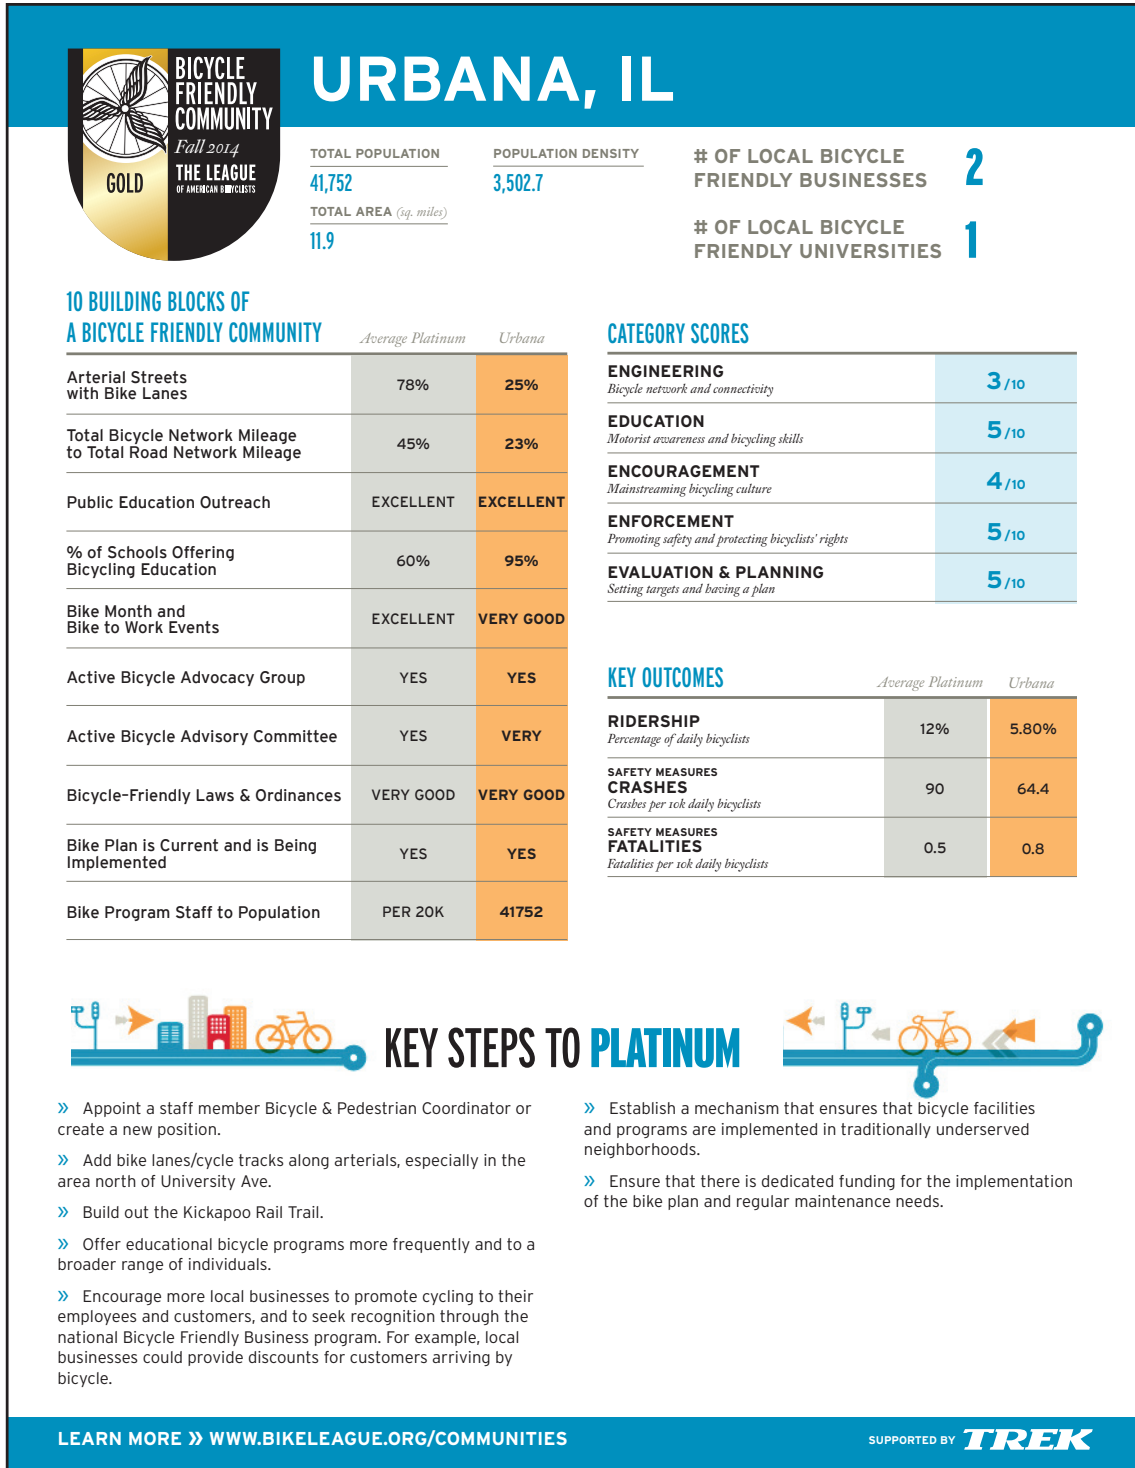 BICYCLE
FRIENDLY
COMMUNITY
Fall 2014
THE LEAGUE
OF AMERICAN BICYCLISTS
GOLD
URBANA, IL
TOTAL POPULATION
41,752
TOTAL AREA (sq. miles)
11.9
POPULATION DENSITY
3,502.7
# OF LOCAL BICYCLE
FRIENDLY BUSINESSES 2
# OF LOCAL BICYCLE
FRIENDLY UNIVERSITIES 1
10 BUILDING BLOCKS OF
A BICYCLE FRIENDLY COMMUNITY Average Platinum Urbana
Arterial Streets
with Bike Lanes 78% 25%
Total Bicycle Network Mileage
to Total Road Network Mileage 45% 23%
Public Education Outreach EXCELLENT EXCELLENT
% of Schools Offering
Bicycling Education 60% 95%
Bike Month and
Bike to Work Events EXCELLENT VERY GOOD
Active Bicycle Advocacy Group YES YES
Active Bicycle Advisory Committee YES VERY
Bicycle–Friendly Laws & Ordinances VERY GOOD VERY GOOD
Bike Plan is Current and is Being
Implemented YES YES
Bike Program Staff to Population PER 20K 41752
CATEGORY SCORES
ENGINEERING
Bicycle network and connectivity 3/10
EDUCATION
Motorist awareness and bicycling skills 5/10
ENCOURAGEMENT
Mainstreaming bicycling culture 4/10
ENFORCEMENT
Promoting safety and protecting bicyclists' rights 5/10
EVALUATION & PLANNING
Setting targets and having a plan 5/10
KEY OUTCOMES Average Platinum Urbana
RIDERSHIP
Percentage of daily bicyclists 12% 5.80%
SAFETY MEASURES
CRASHES
Crashes per 10k daily bicyclists 90 64.4
SAFETY MEASURES
FATALITIES
Fatalities per 10k daily bicyclists 0.5 0.8
KEY STEPS TO PLATINUM
» Appoint a staff member Bicycle & Pedestrian Coordinator or
create a new position.
» Add bike lanes/cycle tracks along arterials, especially in the
area north of University Ave.
» Build out the Kickapoo Rail Trail.
» Offer educational bicycle programs more frequently and to a
broader range of individuals.
» Encourage more local businesses to promote cycling to their
employees and customers, and to seek recognition through the
national Bicycle Friendly Business program. For example, local
businesses could provide discounts for customers arriving by
bicycle.
» Establish a mechanism that ensures that bicycle facilities
and programs are implemented in traditionally underserved
neighborhoods.
» Ensure that there is dedicated funding for the implementation
of the bike plan and regular maintenance needs.
LEARN MORE » WWW.BIKELEAGUE.ORG/COMMUNITIES
SUPPORTED BY TREK